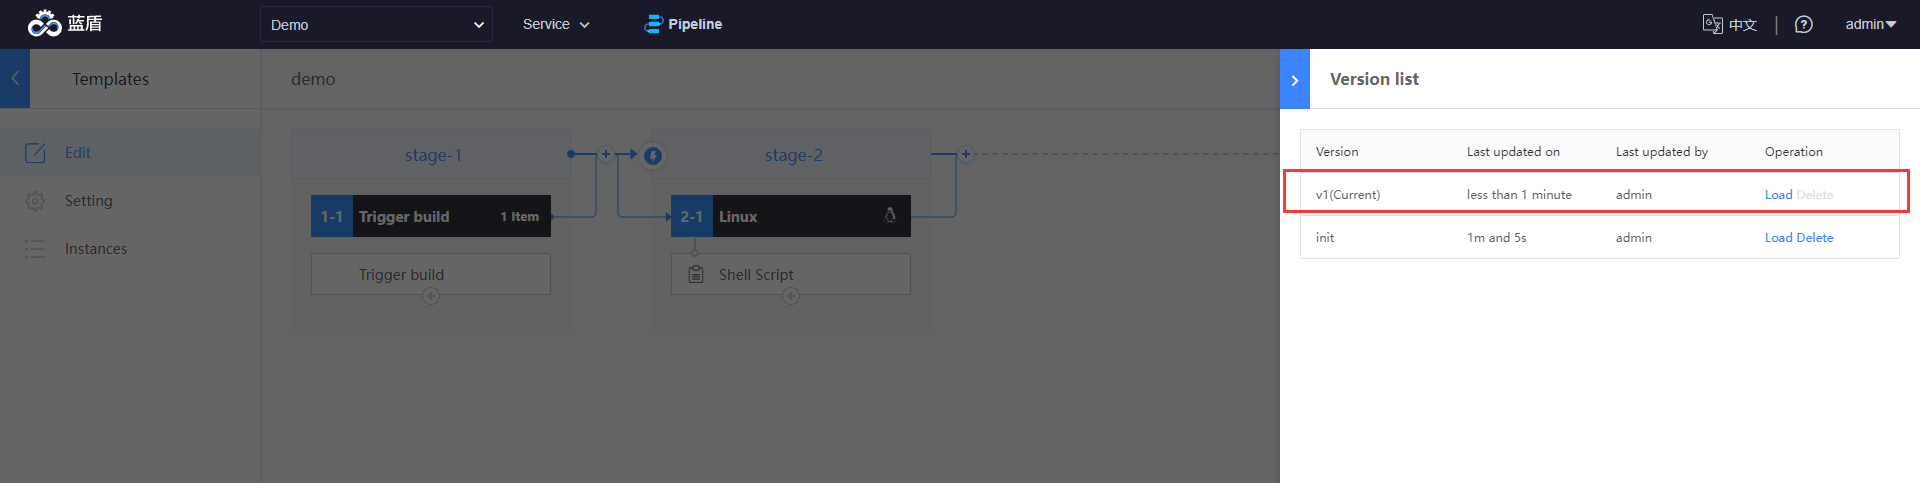 蓝盾 Demo Service Pipeline 中文 admin
Templates demo Version list
Edit
Setting
Instances
stage-1 stage-2
1-1 Trigger build 1 Item 2-1 Linux
Trigger build Shell Script
Version Last updated on Last updated by Operation
v1(Current) less than 1 minute admin Load Delete
init 1m and 5s admin Load Delete